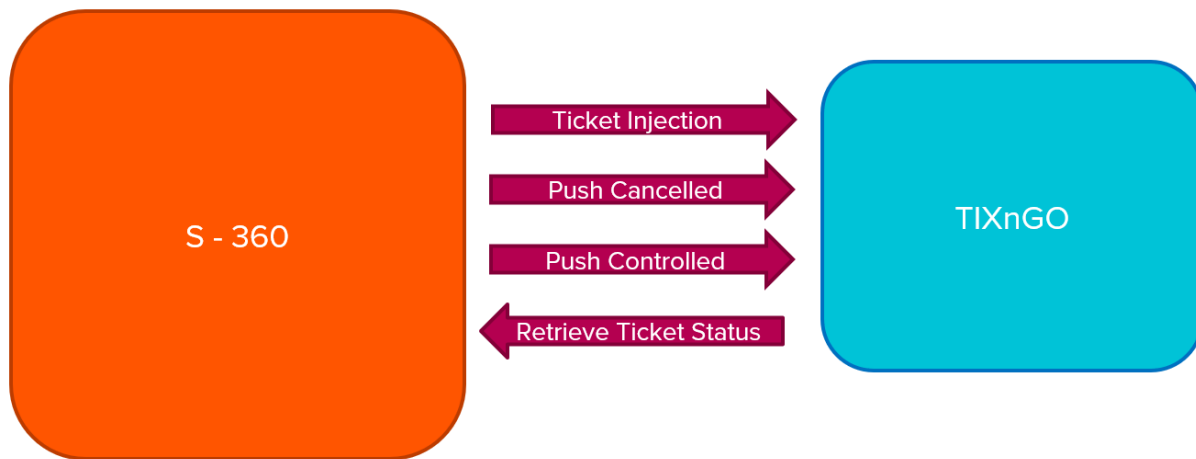 S - 360
Ticket Injection
Push Cancelled
Push Controlled
Retrieve Ticket Status
TIXnGO